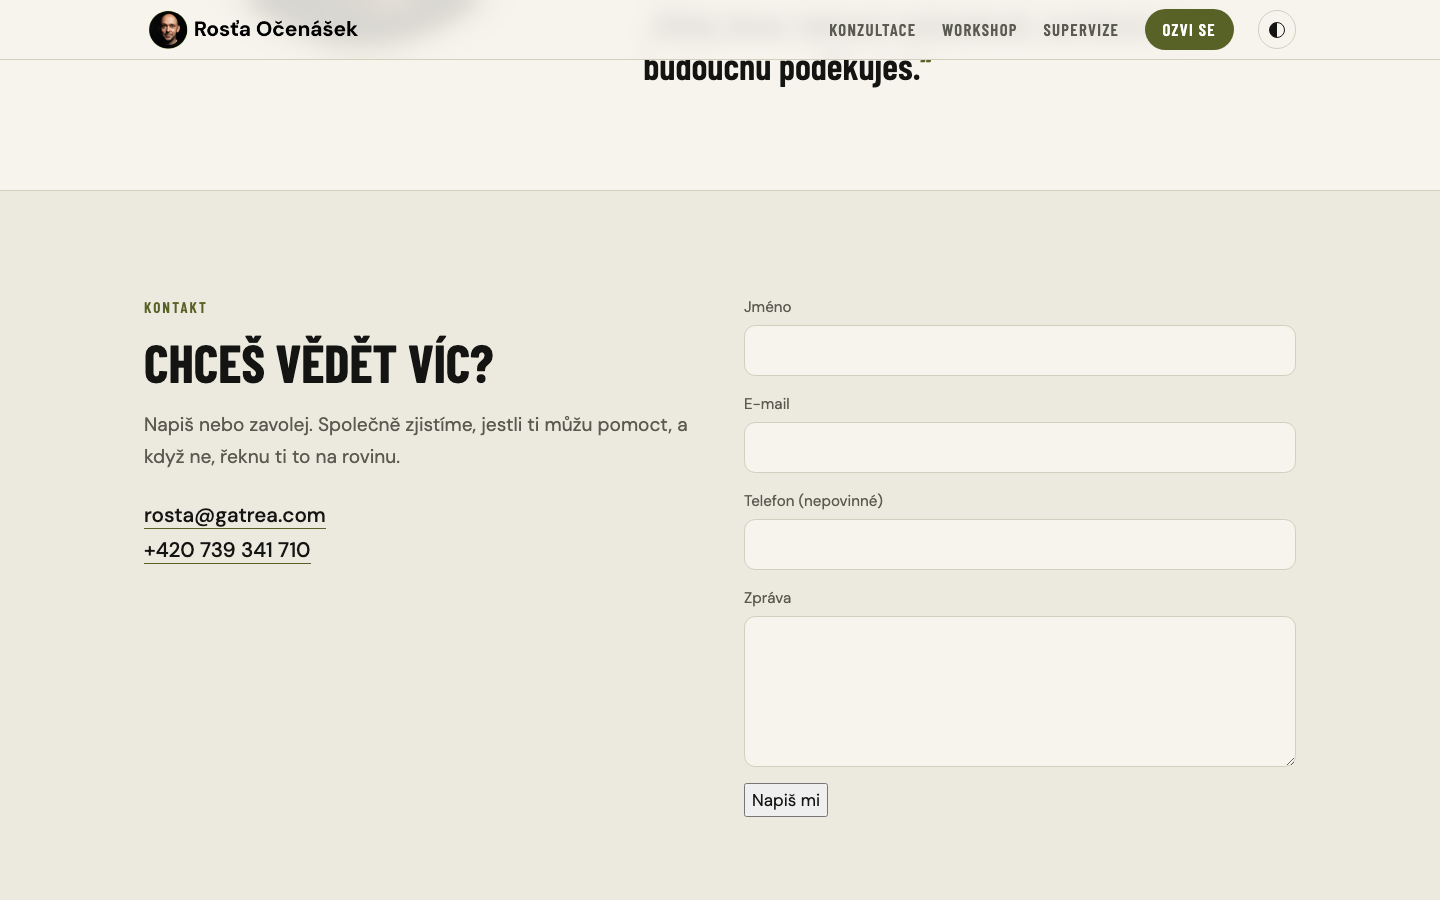 Rosťa Očenášek
KONZULTACE
WORKSHOP
SUPERVIZE
OZVI SE
budoucnu poděkuješ.“
KONTAKT
CHCEŠ VĚDĚT VÍC?
Napiš nebo zavolej. Společně zjistíme, jestli ti můžu pomoct, a
když ne, řeknu ti to na rovinu.
rosta@gatrea.com
+420 739 341 710
Jméno
E-mail
Telefon (nepovinné)
Zpráva
Napiš mi